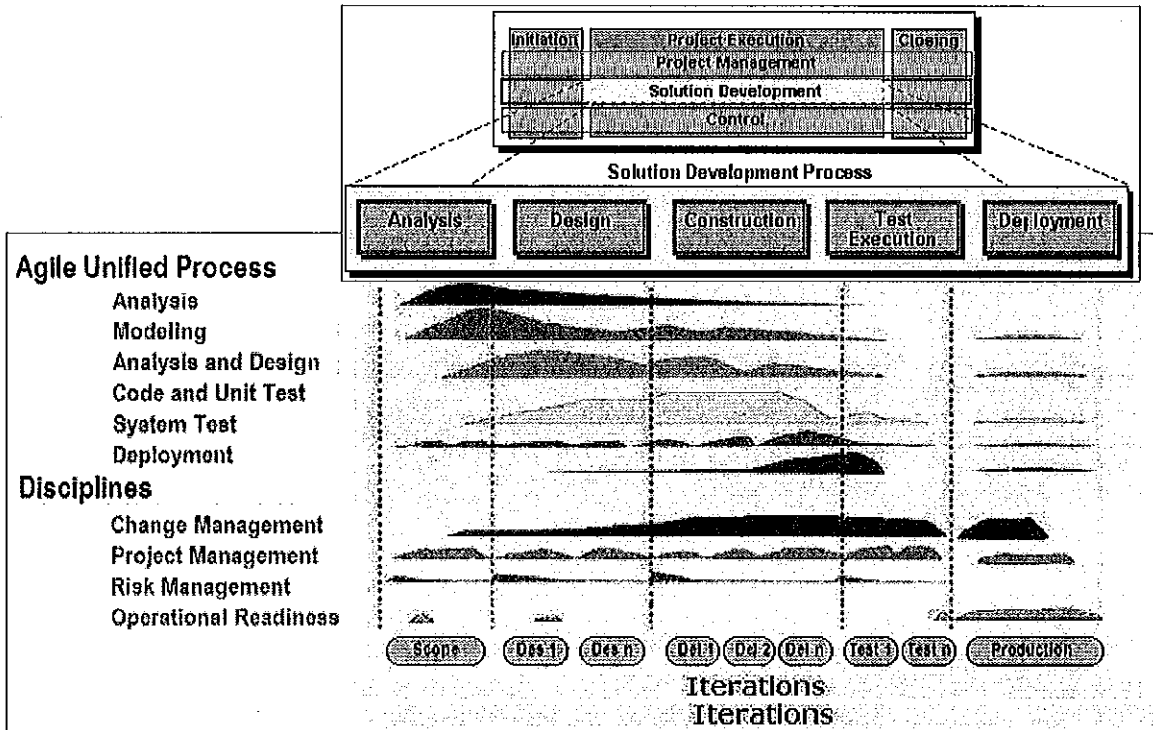 Initiation Project Execution Closing
Project Management
Solution Development
Control
Solution Development Process
Analysis Design Construction Test Execution Deployment
Agile Unified Process
Analysis
Modeling
Analysis and Design
Code and Unit Test
System Test
Deployment
Disciplines
Change Management
Project Management
Risk Management
Operational Readiness
Scope Des 1 Des n Del 1 Del 2 Del n Test 1 Test n Production
Iterations
Iterations